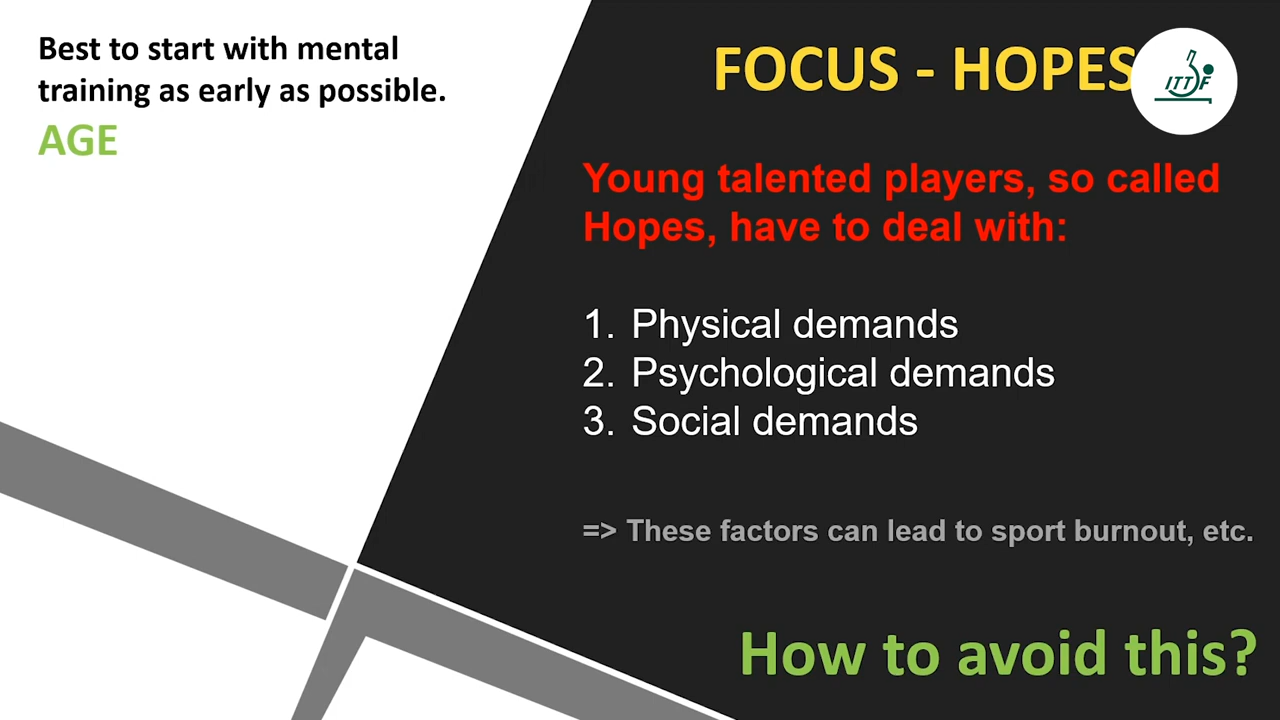 Best to start with mental
training as early as possible.
AGE
FOCUS - HOPES
ITTF
Young talented players, so called
Hopes, have to deal with:
1. Physical demands
2. Psychological demands
3. Social demands
=> These factors can lead to sport burnout, etc.
How to avoid this?